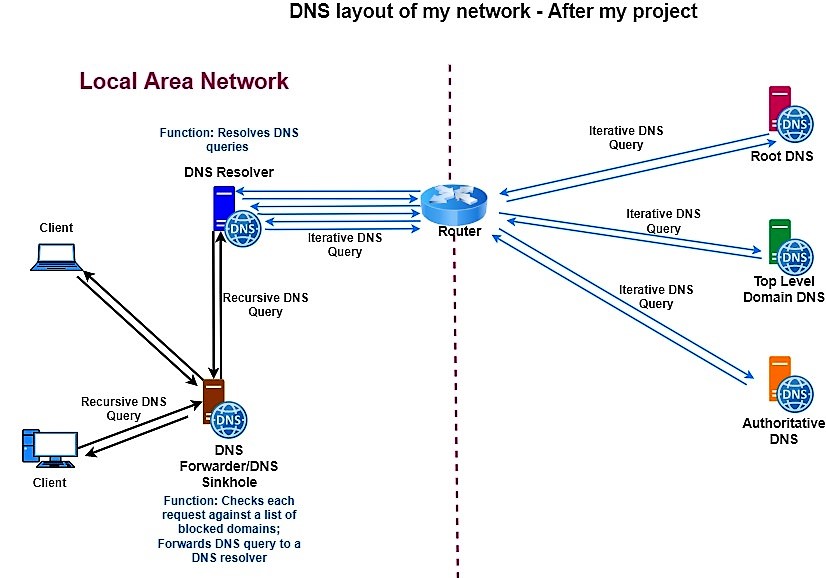 DNS layout of my network - After my project
Local Area Network
Function: Resolves DNS
queries
DNS Resolver
DNS
Iterative DNS
Query
Router
Iterative DNS
Query
DNS
Root DNS
Iterative DNS
Query
DNS
Top Level
Domain DNS
Iterative DNS
Query
DNS
Authoritative
DNS
Client
Recursive DNS
Query
Recursive DNS
Query
Client
DNS
DNS
Forwarder/DNS
Sinkhole
Function: Checks each
request against a list of
blocked domains;
Forwards DNS query to a
DNS resolver